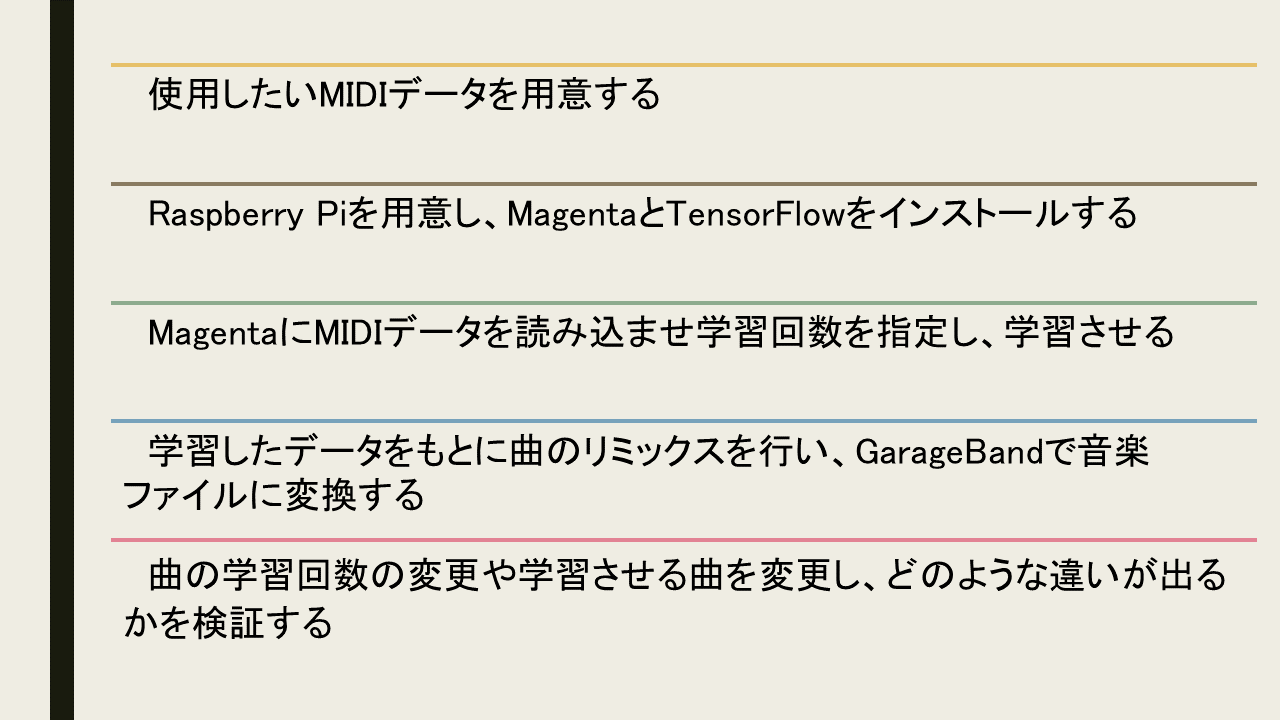 使用したいMIDIデータを用意する
Raspberry Piを用意し、MagentaとTensorFlowをインストールする
MagentaにMIDIデータを読み込ませ学習回数を指定し、学習させる
学習したデータをもとに曲のリミックスを行い、GarageBandで音楽
ファイルに変換する
曲の学習回数の変更や学習させる曲を変更し、どのような違いが出る
かを検証する